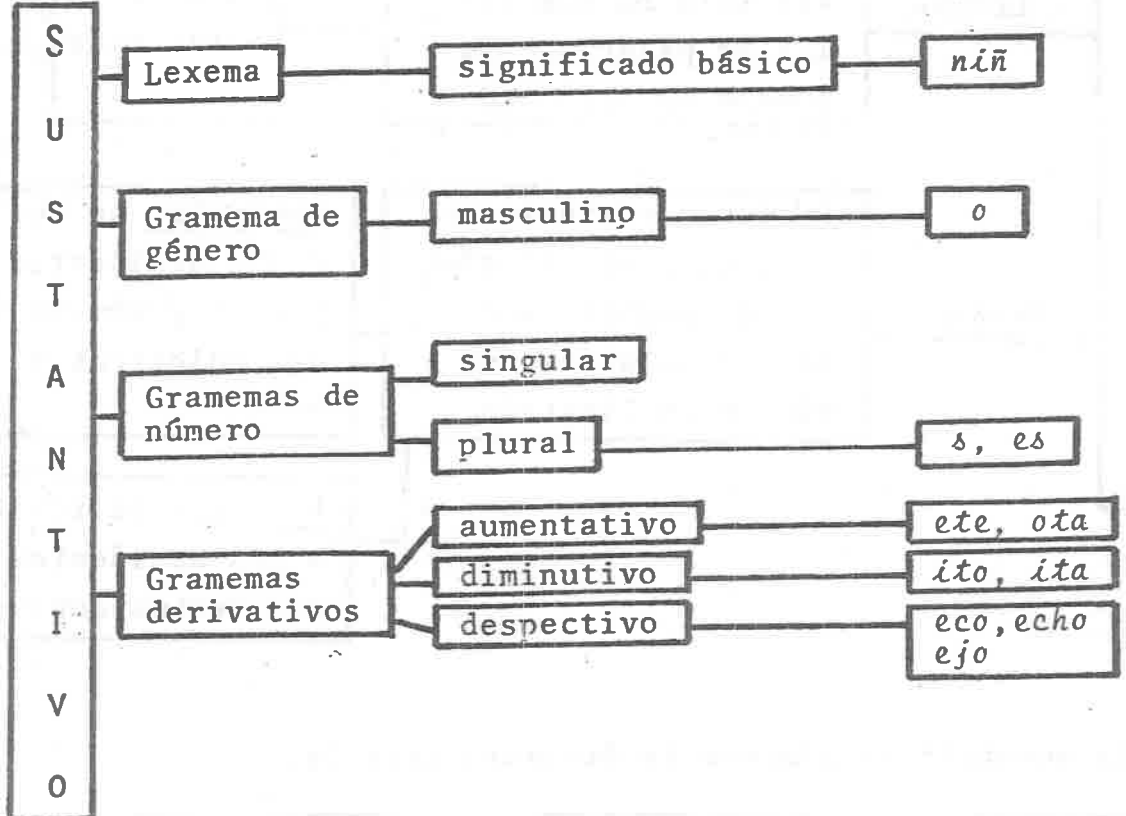 SUSTANTIVO
Lexema
significado básico
niñ
Gramema de
género
masculino
o
Gramemas de
número
singular
plural
s, es
Gramemas
derivativos
aumentativo
ete, ota
diminutivo
ito, ita
despectivo
eco, echo
ejo